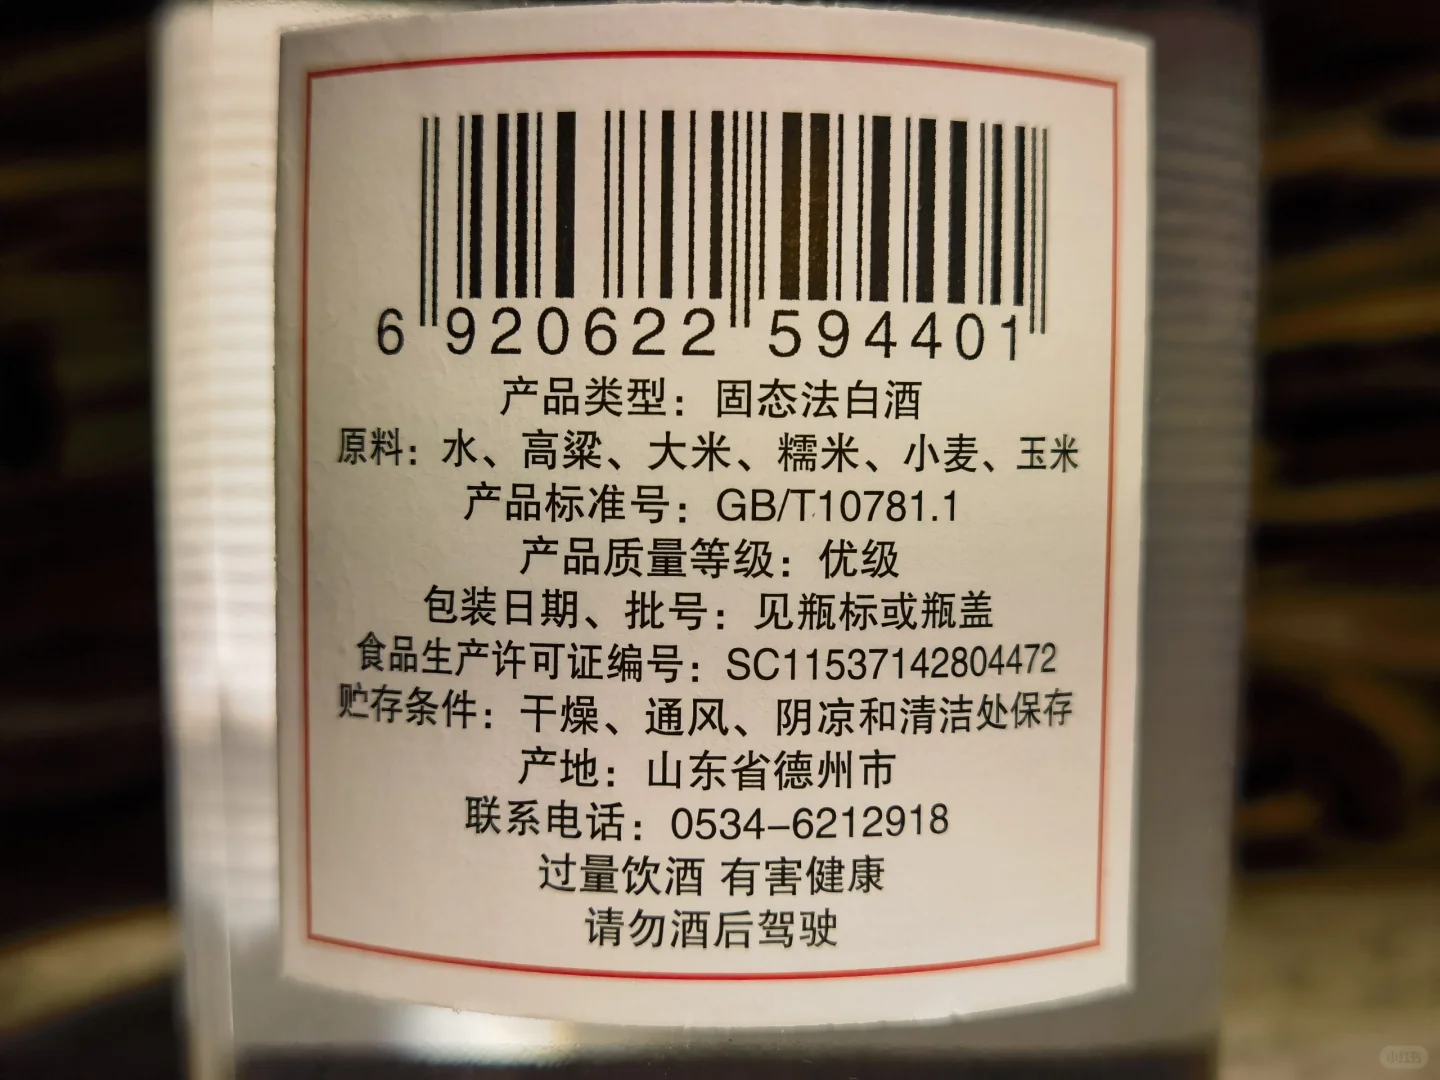 6 920622 594401
产品类型：固态法白酒
原料：水、高粱、大米、糯米、小麦、玉米
产品标准号：GB/T10781.1
产品质量等级：优级
包装日期、批号：见瓶标或瓶盖
食品生产许可证编号：SC11537142804472
贮存条件：干燥、通风、阴凉和清洁处保存
产地：山东省德州市
联系电话：0534-6212918
过量饮酒 有害健康
请勿酒后驾驶
小红书